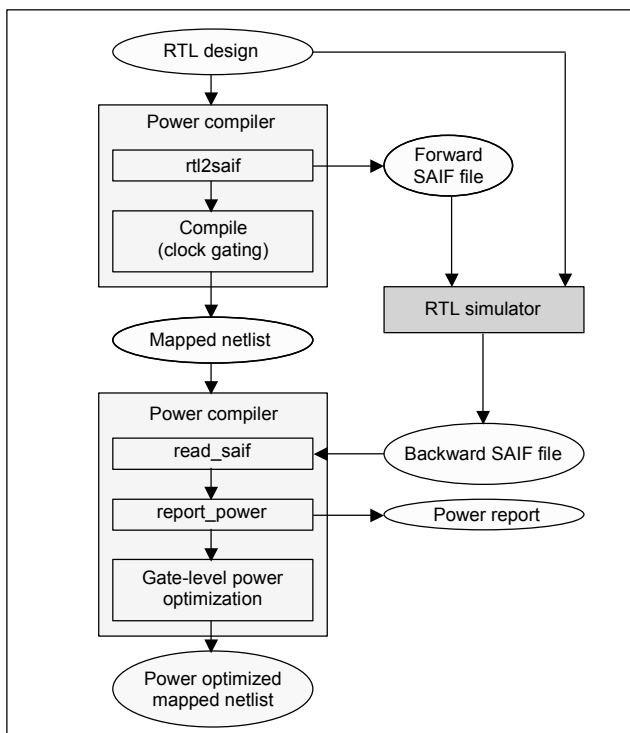 RTL design
Power compiler
rtl2saif
Forward
SAIF file
Compile
(clock gating)
RTL simulator
Mapped netlist
Power compiler
read_saif
Backward SAIF file
report_power
Power report
Gate-level power
optimization
Power optimized
mapped netlist